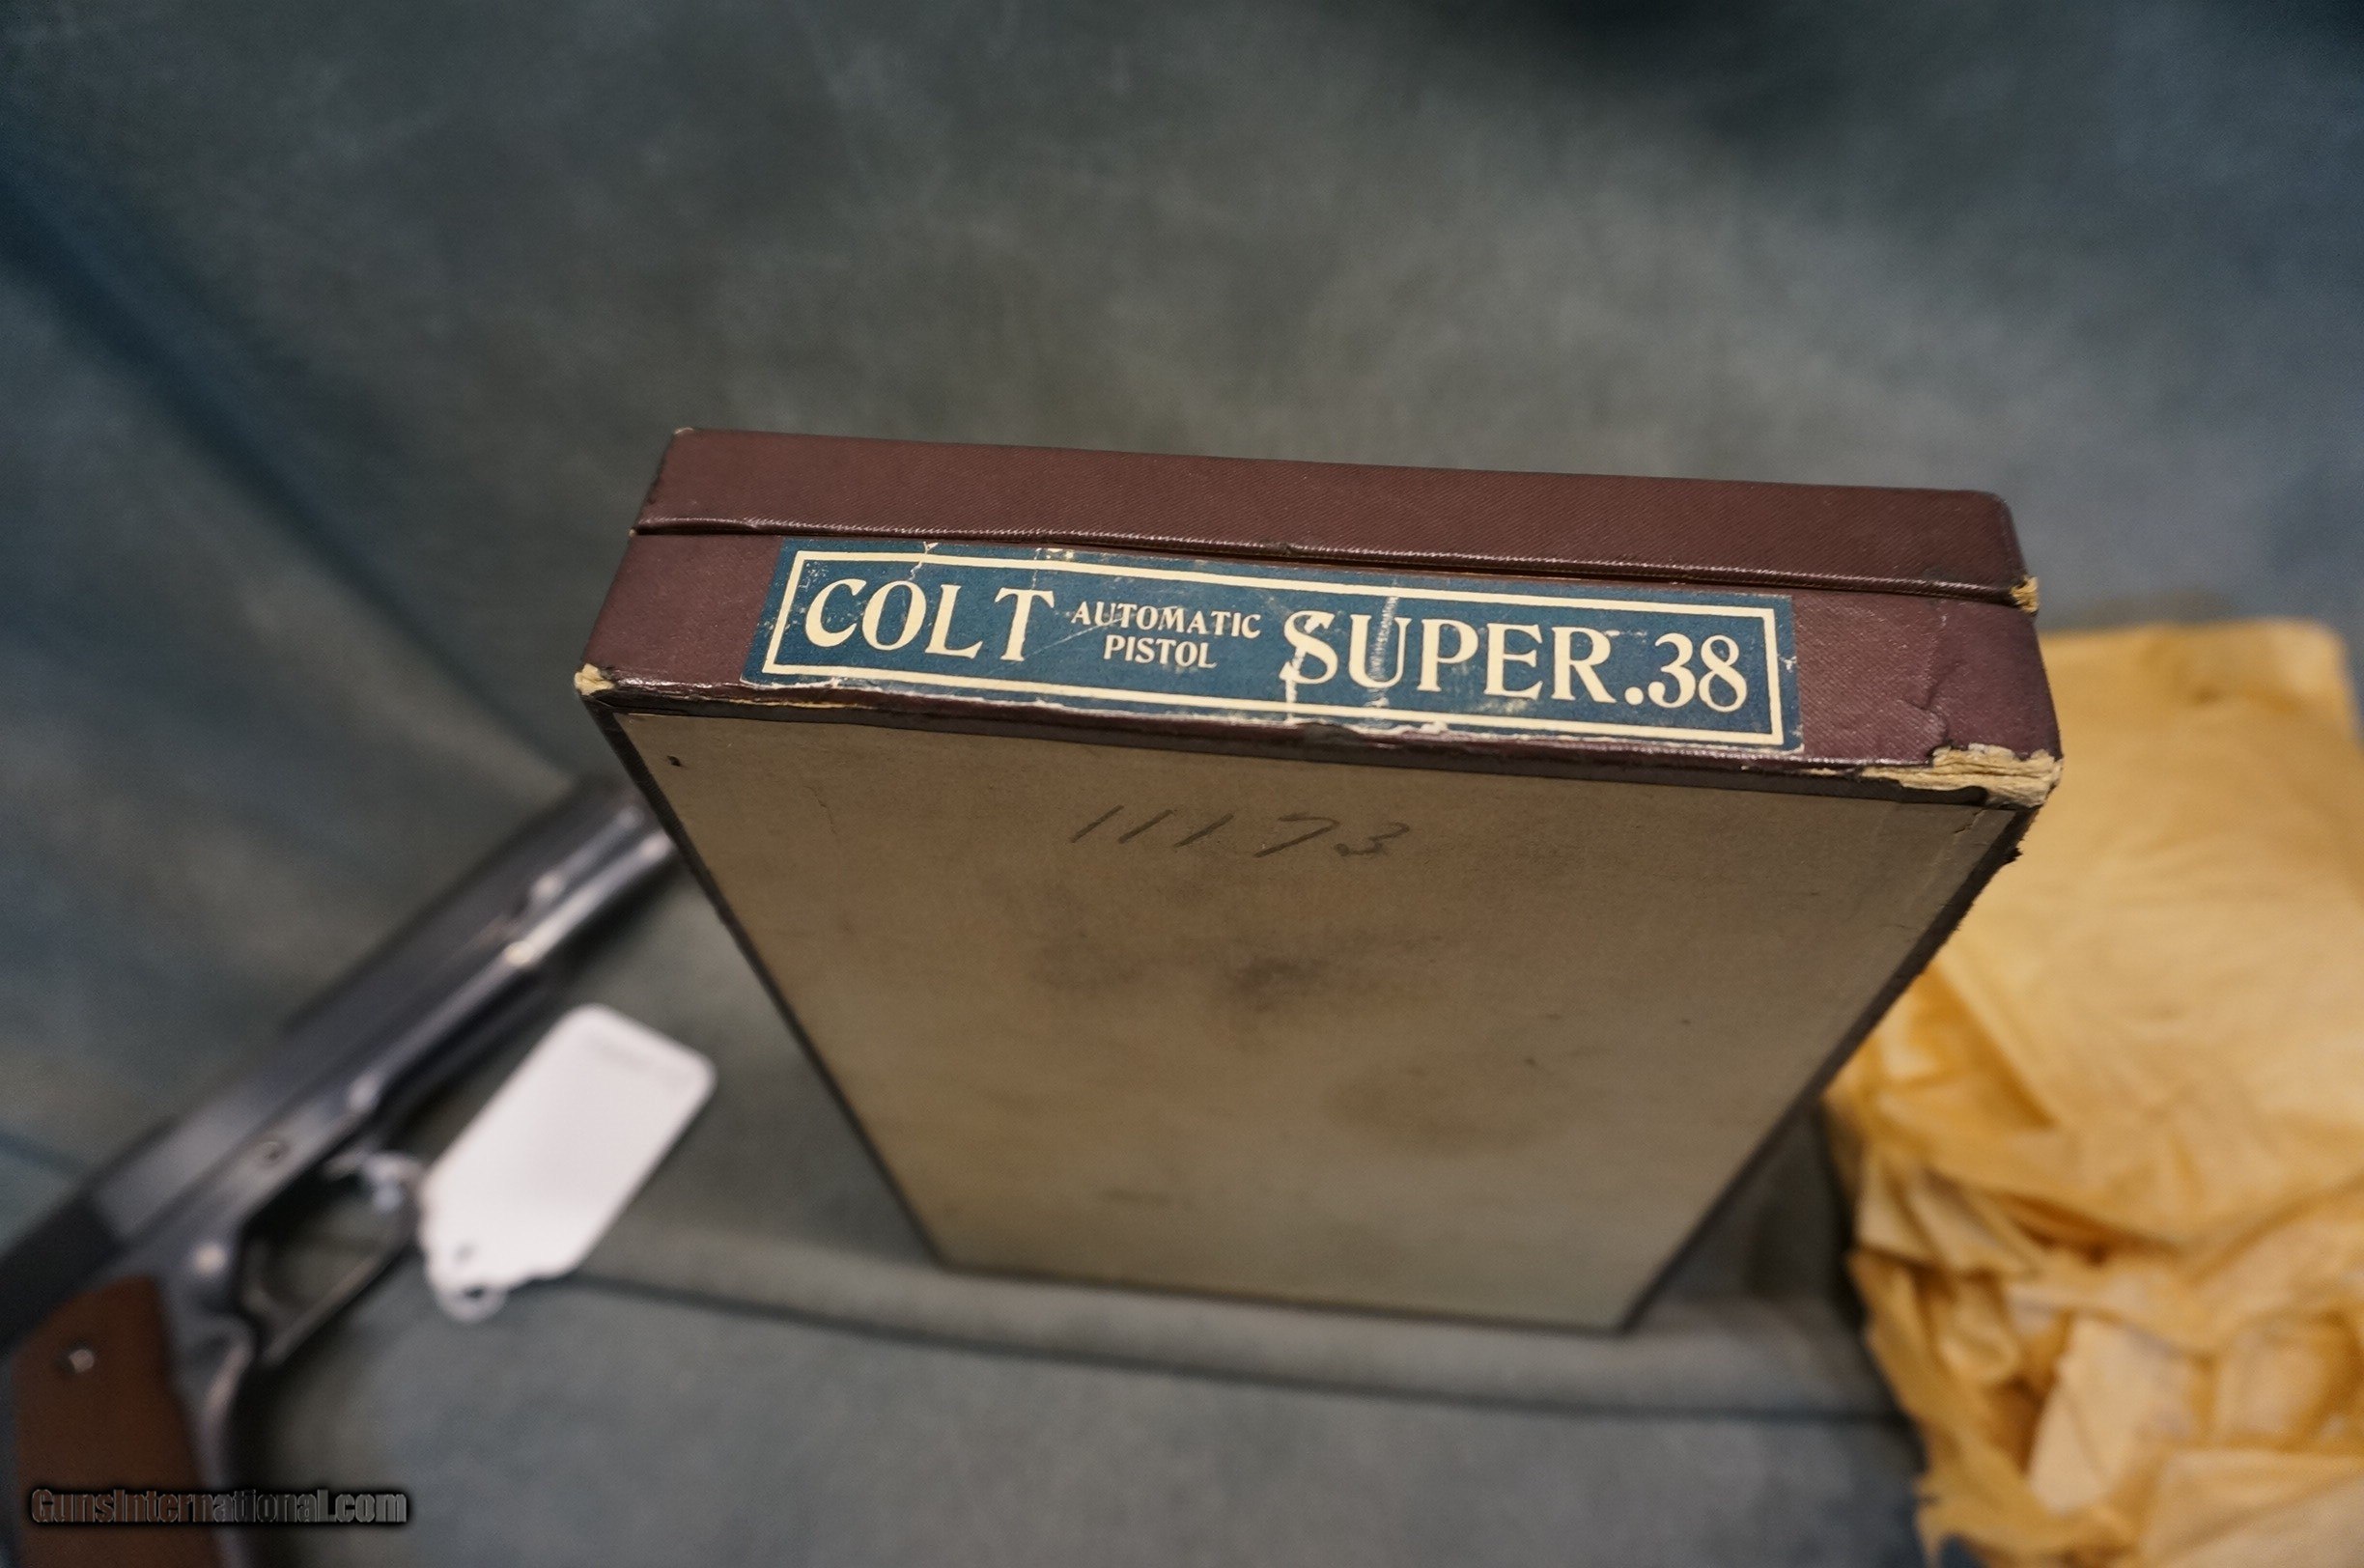 COLT AUTOMATIC PISTOL SUPER .38
11173
GunsInternational.com